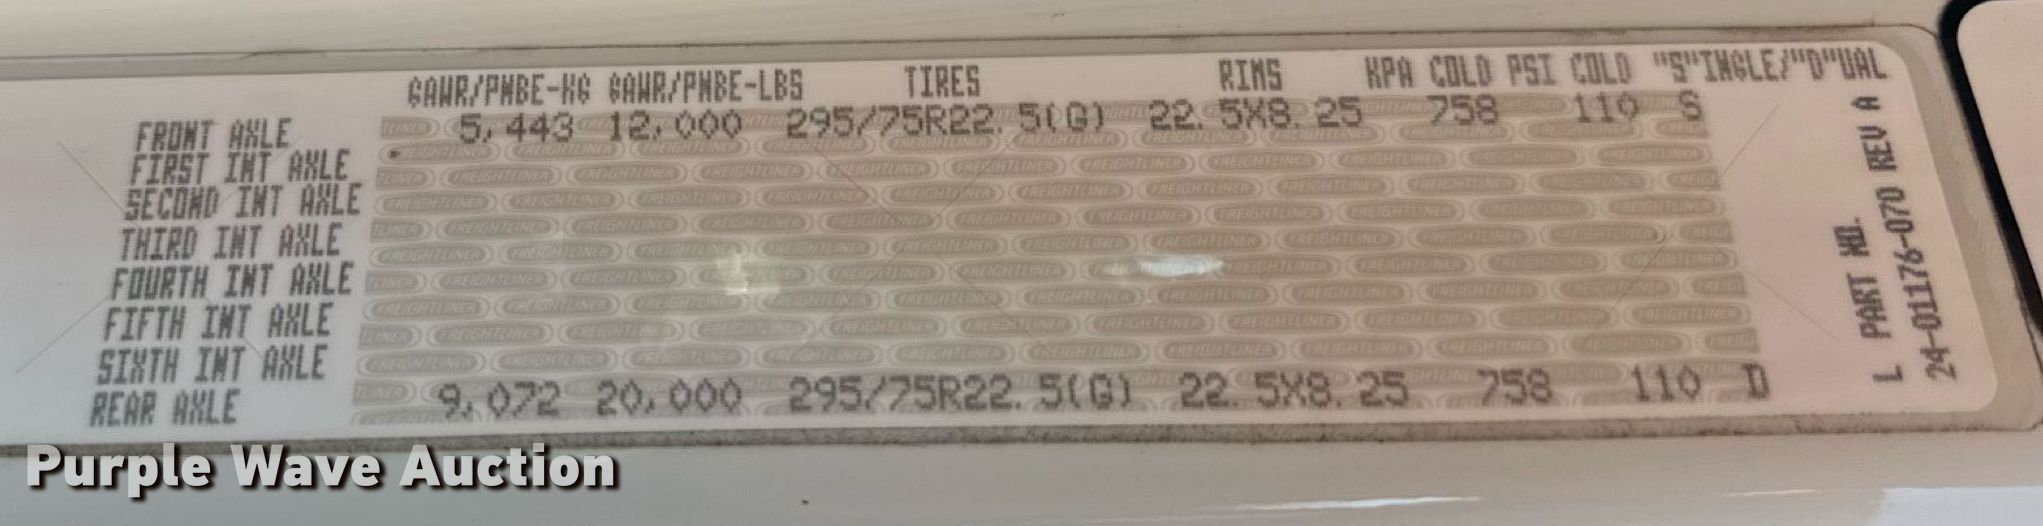 GAWR/PNBE-KG GAWR/PNBE-LBS TIRES RIMS KPA COLD PSI COLD "S"INGLE/"D"UAL
FRONT AXLE 5,443 12,000 295/75R22.5(G) 22.5X8.25 758 110 S
FIRST INT AXLE
SECOND INT AXLE
THIRD INT AXLE
FOURTH INT AXLE
FIFTH INT AXLE
SIXTH INT AXLE
REAR AXLE 9,072 20,000 295/75R22.5(G) 22.5X8.25 758 110 D
L PART NO.
24-01176-070 REV A
FREIGHTLINER
Purple Wave Auction